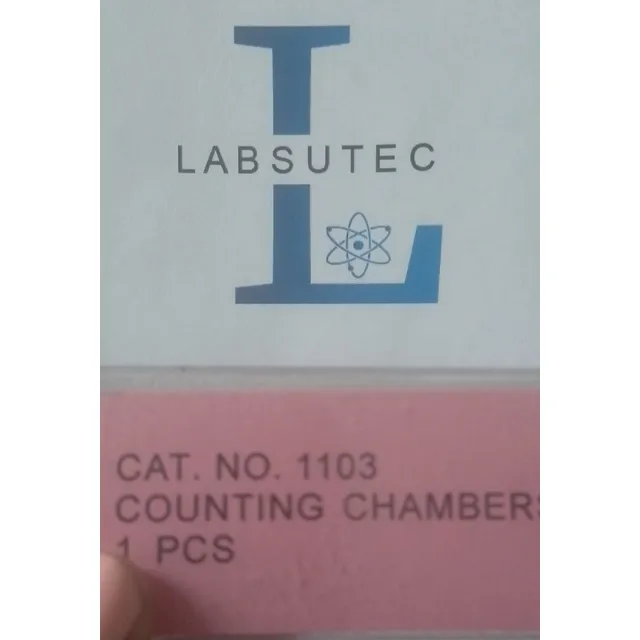 LABSUTEC
CAT. NO. 1103
COUNTING CHAMBERS
1 PCS